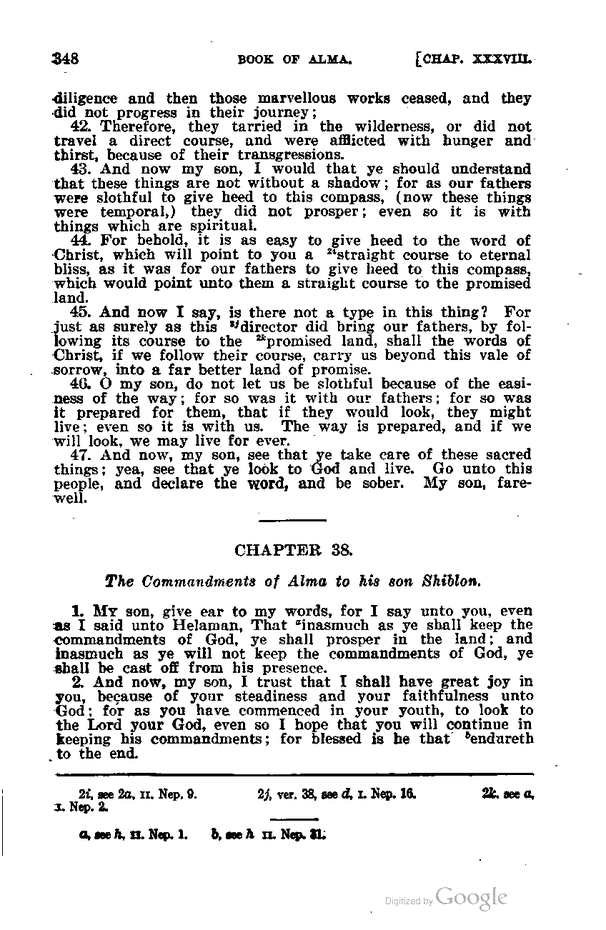 348 BOOK OF ALMA. [CHAP. XXXVIII.
diligence and then those marvellous works ceased, and they
did not progress in their journey;
42. Therefore, they tarried in the wilderness, or did not
travel a direct course, and were afflicted with hunger and
thirst, because of their transgressions.
43. And now my son, I would that ye should understand
that these things are not without a shadow; for as our fathers
were slothful to give heed to this compass, (now these things
were temporal,) they did not prosper; even so it is with
things which are spiritual.
44. For behold, it is as easy to give heed to the word of
Christ, which will point to you a ²ⁱstraight course to eternal
bliss, as it was for our fathers to give heed to this compass,
which would point unto them a straight course to the promised
land.
45. And now I say, is there not a type in this thing? For
just as surely as this ²ʲdirector did bring our fathers, by fol-
lowing its course to the ²ᵏpromised land, shall the words of
Christ, if we follow their course, carry us beyond this vale of
sorrow, into a far better land of promise.
46. O my son, do not let us be slothful because of the easi-
ness of the way; for so was it with our fathers; for so was
it prepared for them, that if they would look, they might
live; even so it is with us. The way is prepared, and if we
will look, we may live for ever.
47. And now, my son, see that ye take care of these sacred
things; yea, see that ye look to God and live. Go unto this
people, and declare the word, and be sober. My son, fare-
well.
CHAPTER 38.
The Commandments of Alma to his son Shiblon.
1. MY son, give ear to my words, for I say unto you, even
as I said unto Helaman, That ᵃinasmuch as ye shall keep the
commandments of God, ye shall prosper in the land; and
inasmuch as ye will not keep the commandments of God, ye
shall be cast off from his presence.
2. And now, my son, I trust that I shall have great joy in
you, because of your steadiness and your faithfulness unto
God; for as you have commenced in your youth, to look to
the Lord your God, even so I hope that you will continue in
keeping his commandments; for blessed is he that ᵇendureth
to the end.
2i, see 2a, II. Nep. 9. 2j, ver. 38, see d, I. Nep. 16. 2k, see a,
I. Nep. 2.
a, see h, II. Nep. 1. b, see h II. Nep. 31.
Digitized by Google